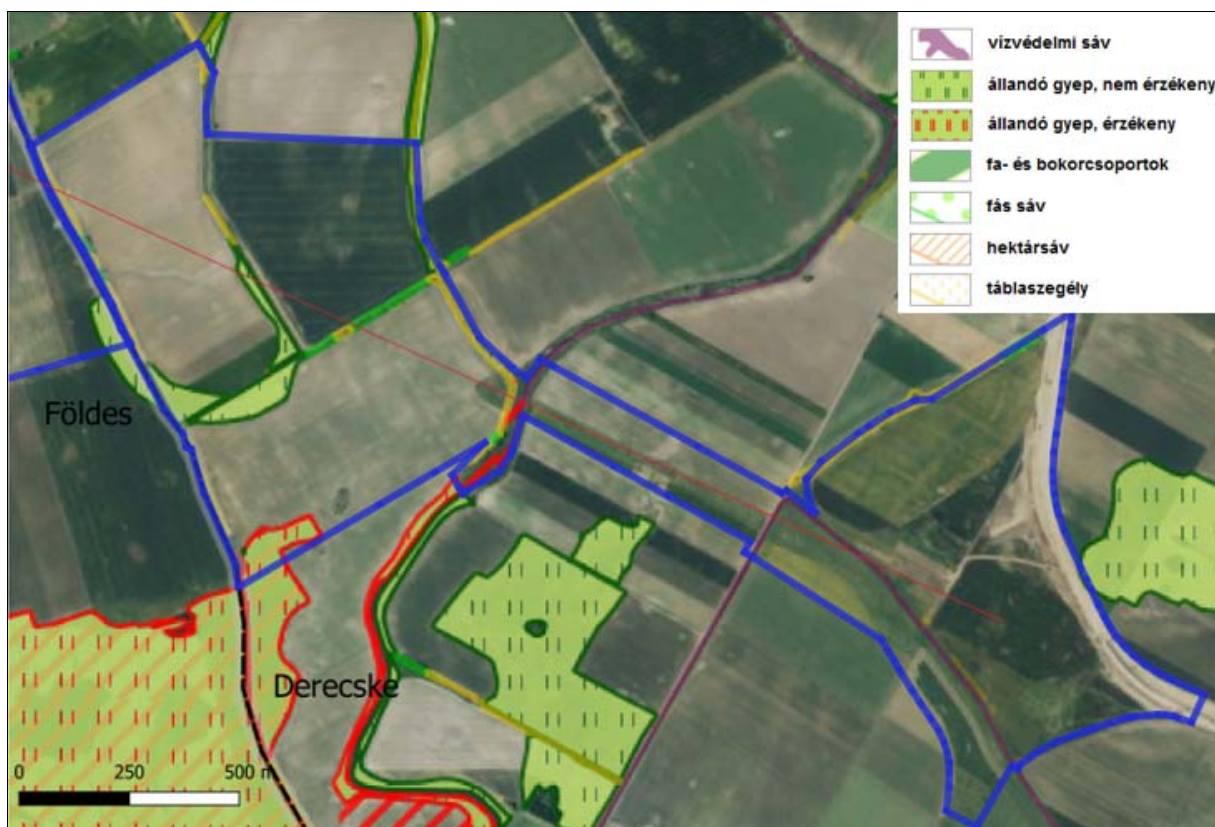 vízvédelmi sáv
állandó gyep, nem érzékeny
állandó gyep, érzékeny
fa- és bokorcsoportok
fás sáv
hektársáv
táblaszegély
Földes
Derecske
0 250 500 m